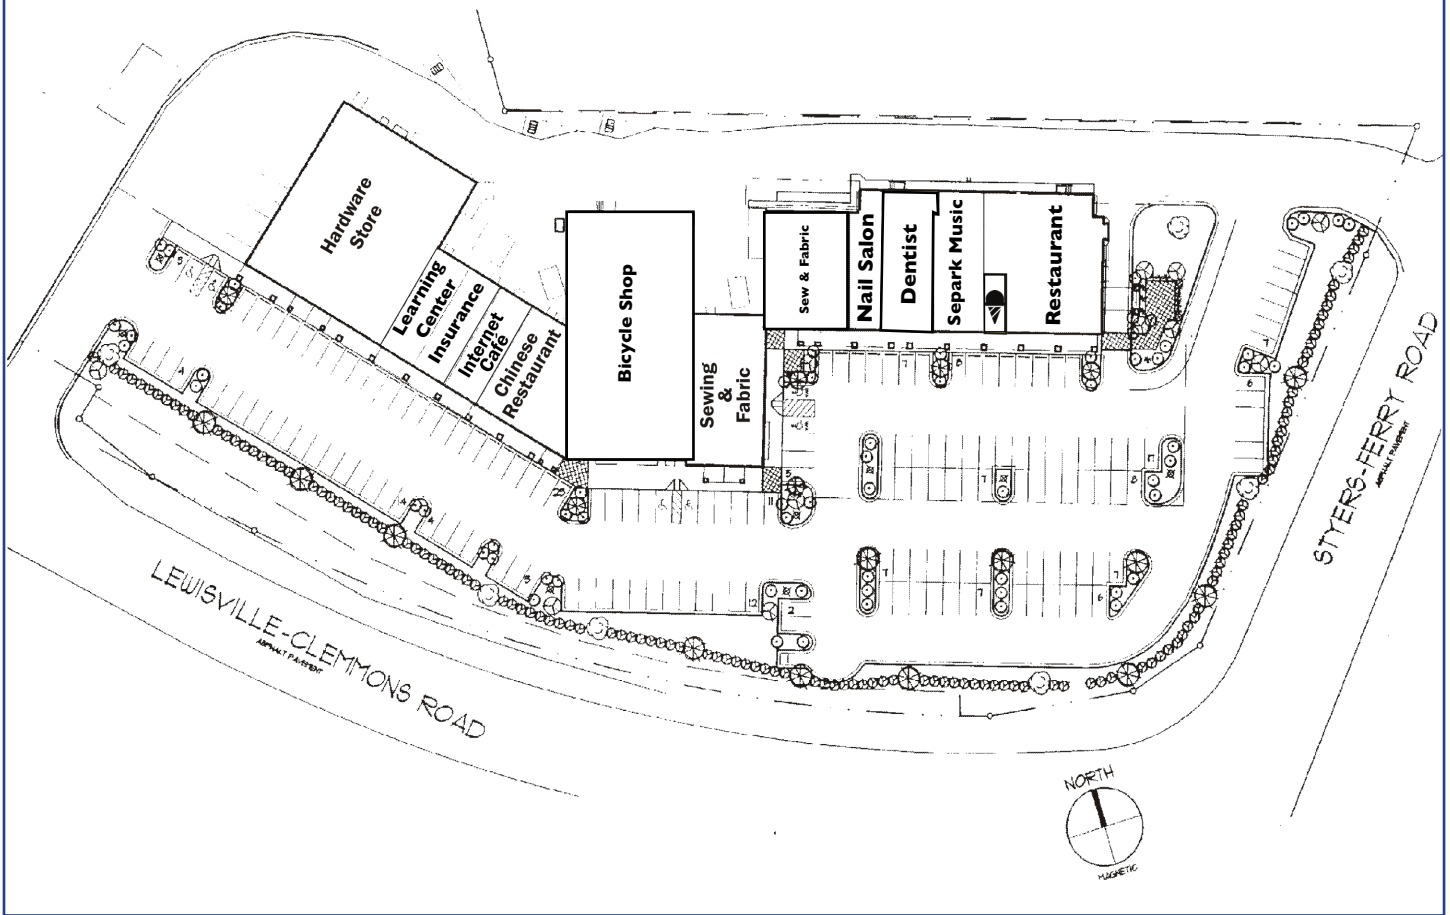 Hardware
Store
Learning
Center
Insurance
Internet
Café
Chinese
Restaurant
Bicycle Shop
Sewing
&
Fabric
Sew & Fabric
Nail Salon
Dentist
Separk Music
Restaurant
LEWISVILLE-CLEMMONS ROAD
ASPHALT PAVEMENT
STYERS-FERRY ROAD
ASPHALT PAVEMENT
NORTH
MAGNETIC